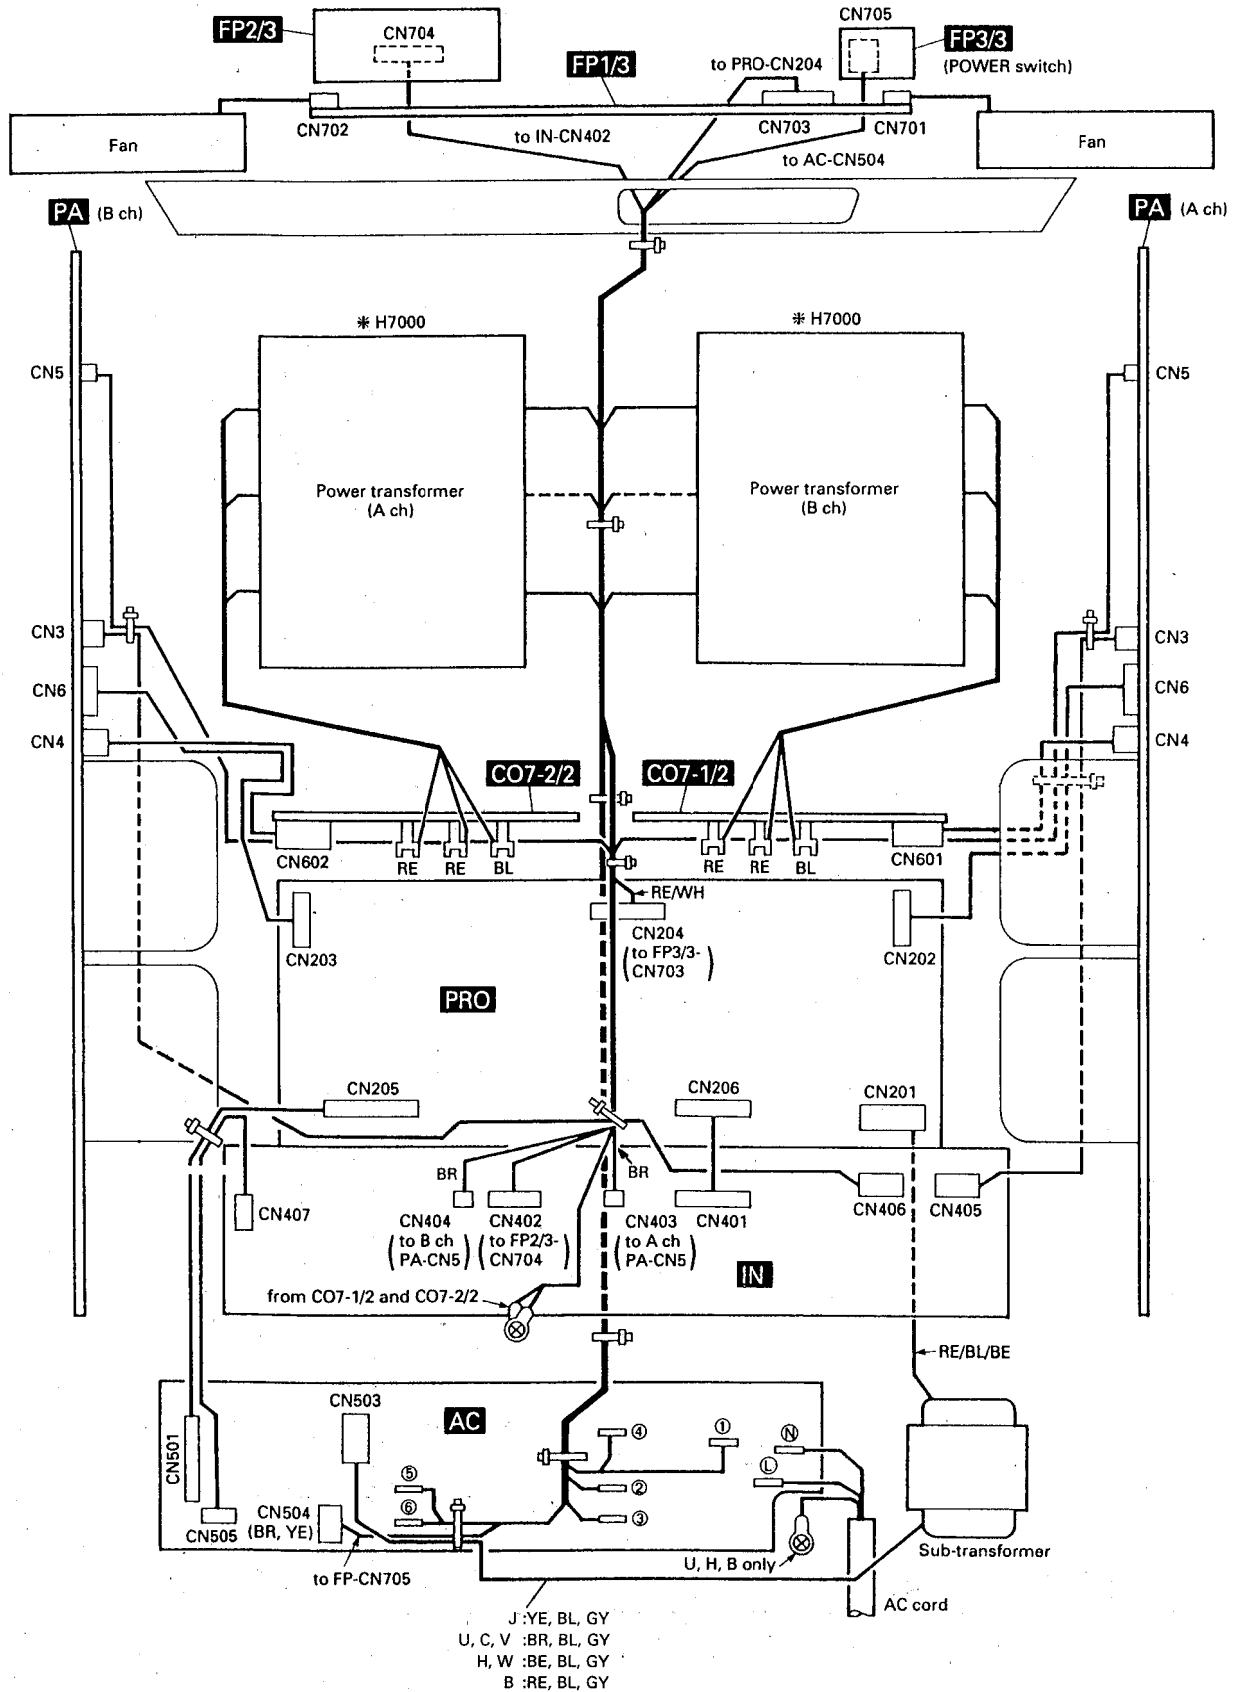 FP2/3
CN704
CN705
FP3/3
(POWER switch)
FP1/3
to PRO-CN204
CN702
CN703
CN701
to IN-CN402
to AC-CN504
Fan
Fan
PA (B ch)
PA (A ch)
※ H7000
※ H7000
CN5
CN5
Power transformer
(A ch)
Power transformer
(B ch)
CN3
CN3
CN6
CN6
CN4
CN4
CO7-2/2
CO7-1/2
CN602
RE
RE
BL
RE
RE
BL
CN601
RE/WH
CN204
(to FP3/3-
CN703)
CN203
CN202
PRO
CN205
CN206
CN201
BR
BR
CN407
CN404
(to B ch
PA-CN5)
CN402
(to FP2/3-
CN704)
CN403
(to A ch
PA-CN5)
CN401
CN406
CN405
IN
from CO7-1/2 and CO7-2/2
RE/BL/BE
CN503
AC
④
①
N
L
⑤
②
⑥
③
CN501
CN505
CN504
(BR, YE)
to FP-CN705
U, H, B only
Sub-transformer
AC cord
J :YE, BL, GY
U, C, V :BR, BL, GY
H, W :BE, BL, GY
B :RE, BL, GY